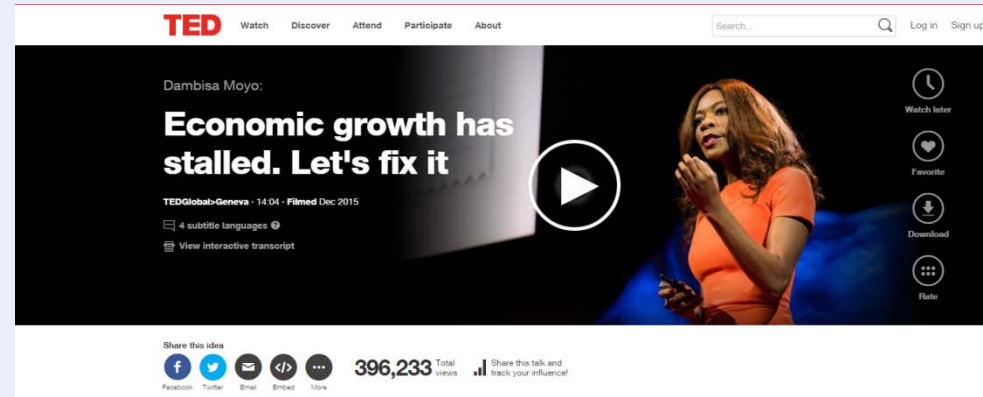 TED Watch Discover Attend Participate About Search... Log in Sign up
Dambisa Moyo:
Economic growth has
stalled. Let's fix it
TEDGlobal>Geneva · 14:04 · Filmed Dec 2015
4 subtitle languages ?
View interactive transcript
Watch later
Favorite
Download
Rate
Share this idea
Facebook Twitter Email Embed More
396,233 Total views
Share this talk and
track your influence!